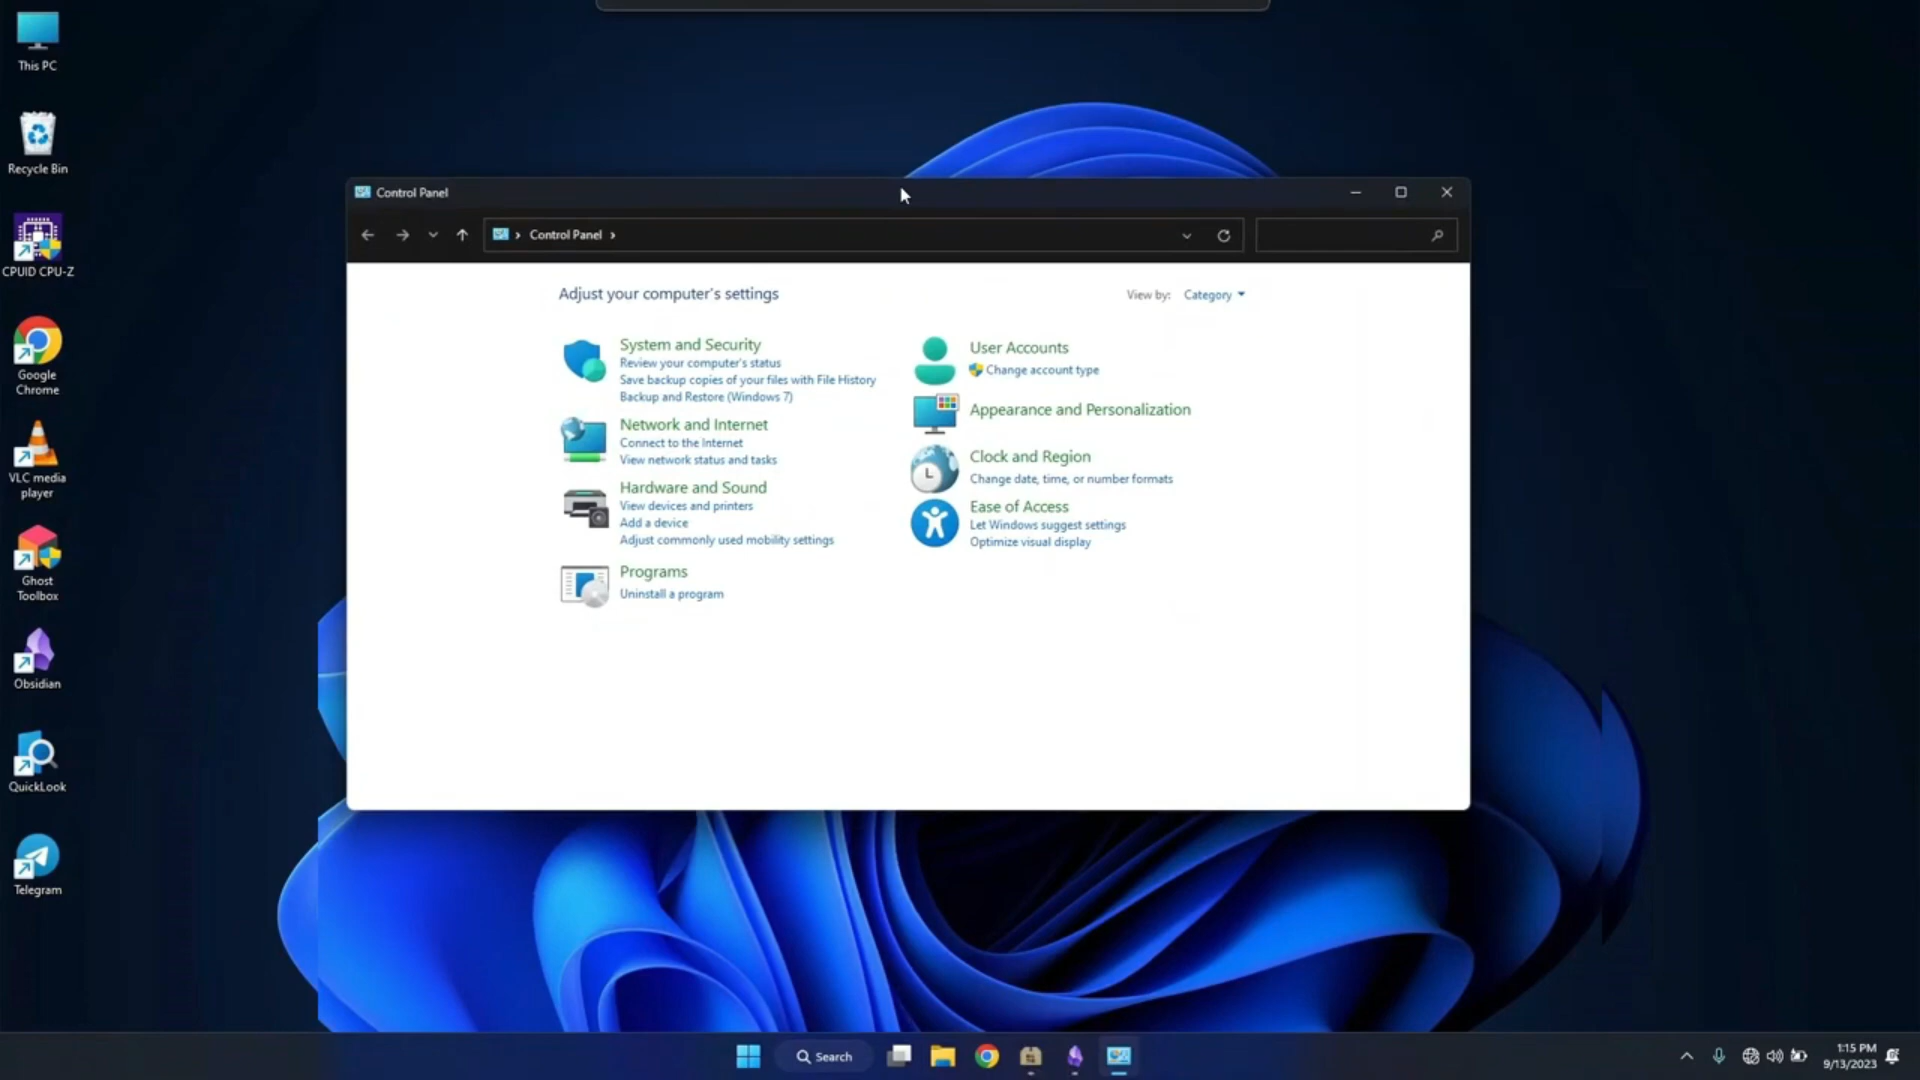 This PC
Recycle Bin
CPUID CPU-Z
Google
Chrome
VLC media
player
Ghost
Toolbox
Obsidian
QuickLook
Telegram
Control Panel
Control Panel
Adjust your computer's settings
View by: Category
System and Security
Review your computer's status
Save backup copies of your files with File History
Backup and Restore (Windows 7)
Network and Internet
Connect to the Internet
View network status and tasks
Hardware and Sound
View devices and printers
Add a device
Adjust commonly used mobility settings
Programs
Uninstall a program
User Accounts
Change account type
Appearance and Personalization
Clock and Region
Change date, time, or number formats
Ease of Access
Let Windows suggest settings
Optimize visual display
Search
1:15 PM
9/13/2023